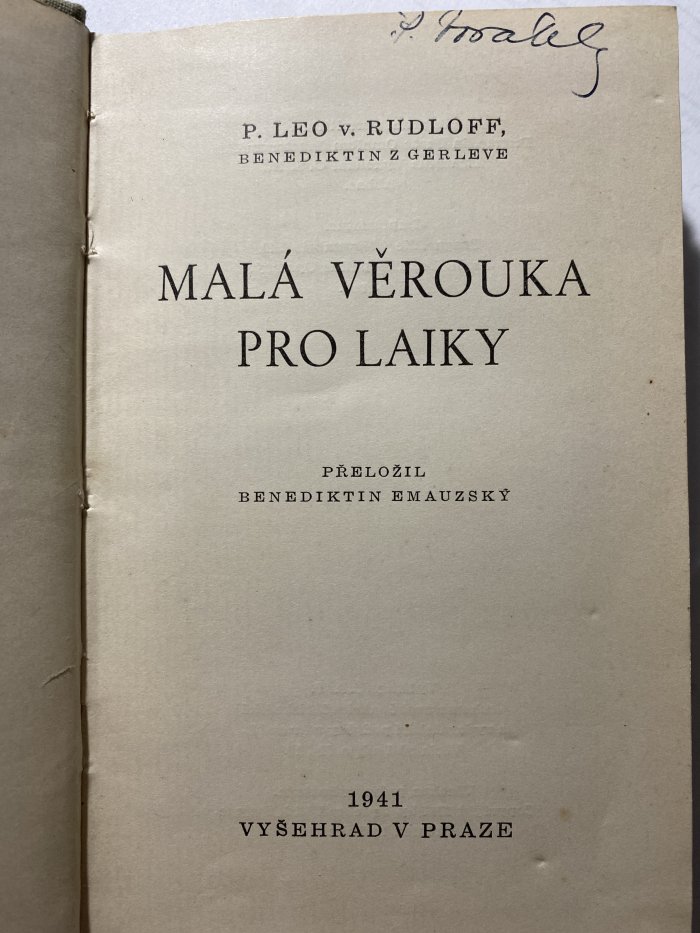 P. LEO v. RUDLOFF,
BENEDIKTIN Z GERLEVE
MALÁ VĚROUKA
PRO LAIKY
PŘELOŽIL
BENEDIKTIN EMAUZSKÝ
1941
VYŠEHRAD V PRAZE